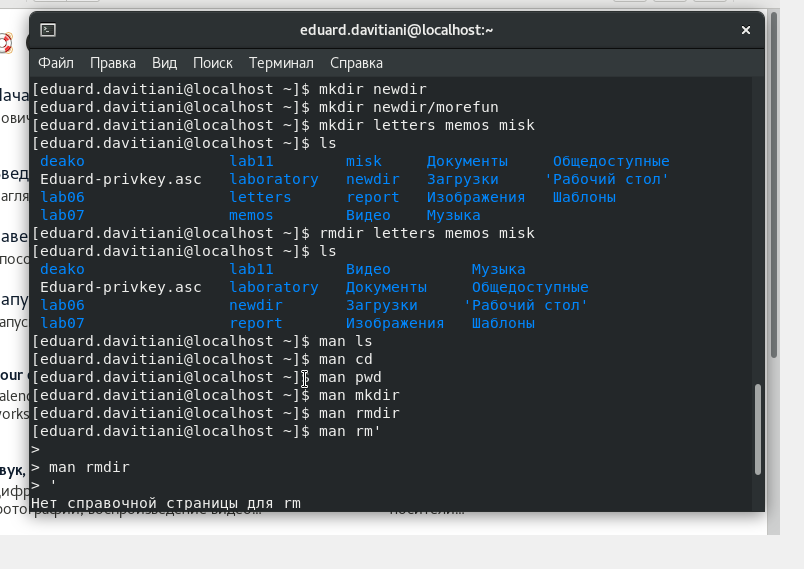 eduard.davitiani@localhost:~
Файл Правка Вид Поиск Терминал Справка
[eduard.davitiani@localhost ~]$ mkdir newdir
[eduard.davitiani@localhost ~]$ mkdir newdir/morefun
[eduard.davitiani@localhost ~]$ mkdir letters memos misk
[eduard.davitiani@localhost ~]$ ls
deako lab11 misk Документы Общедоступные
Eduard-privkey.asc laboratory newdir Загрузки 'Рабочий стол'
lab06 letters report Изображения Шаблоны
lab07 memos Видео Музыка
[eduard.davitiani@localhost ~]$ rmdir letters memos misk
[eduard.davitiani@localhost ~]$ ls
deako lab11 Видео Музыка
Eduard-privkey.asc laboratory Документы Общедоступные
lab06 newdir Загрузки 'Рабочий стол'
lab07 report Изображения Шаблоны
[eduard.davitiani@localhost ~]$ man ls
[eduard.davitiani@localhost ~]$ man cd
[eduard.davitiani@localhost ~]$ man pwd
[eduard.davitiani@localhost ~]$ man mkdir
[eduard.davitiani@localhost ~]$ man rmdir
[eduard.davitiani@localhost ~]$ man rm'
>
> man rmdir
> '
Нет справочной страницы для rm